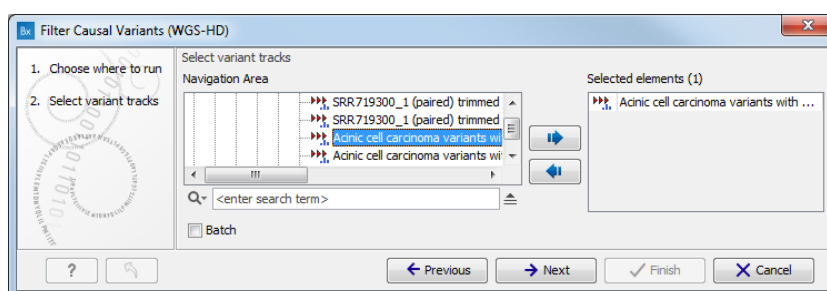 Bx Filter Causal Variants (WGS-HD)
1. Choose where to run
2. Select variant tracks
Select variant tracks
Navigation Area
SRR719300_1 (paired) trimmed
SRR719300_1 (paired) trimmed
Acinic cell carcinoma variants wi
Acinic cell carcinoma variants wi
<enter search term>
Batch
Selected elements (1)
Acinic cell carcinoma variants with ...
? Previous Next Finish Cancel